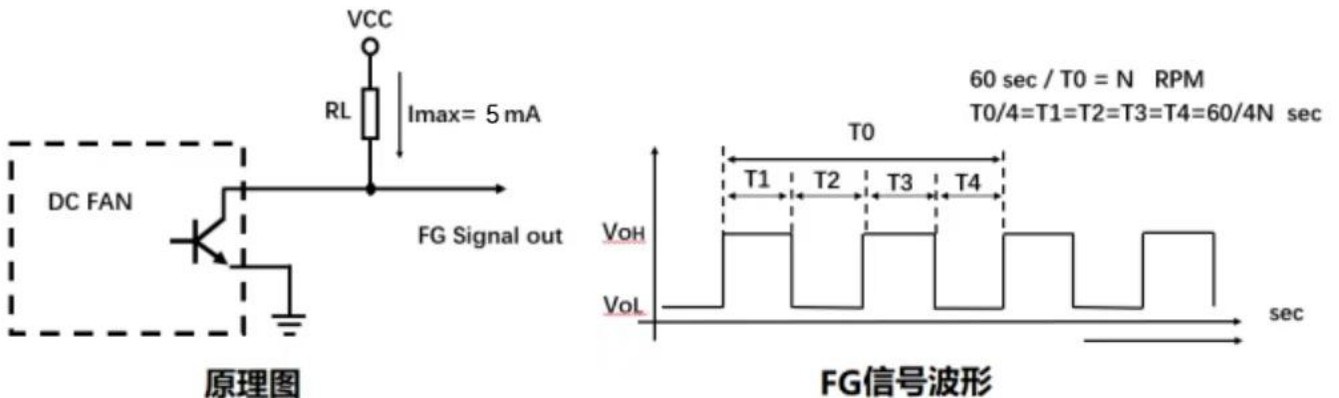 VCC
RL
Imax= 5 mA
DC FAN
FG Signal out
原理图
60 sec / T0 = N RPM
T0/4=T1=T2=T3=T4=60/4N sec
T0
T1 T2 T3 T4
VoH
VoL
sec
FG信号波形